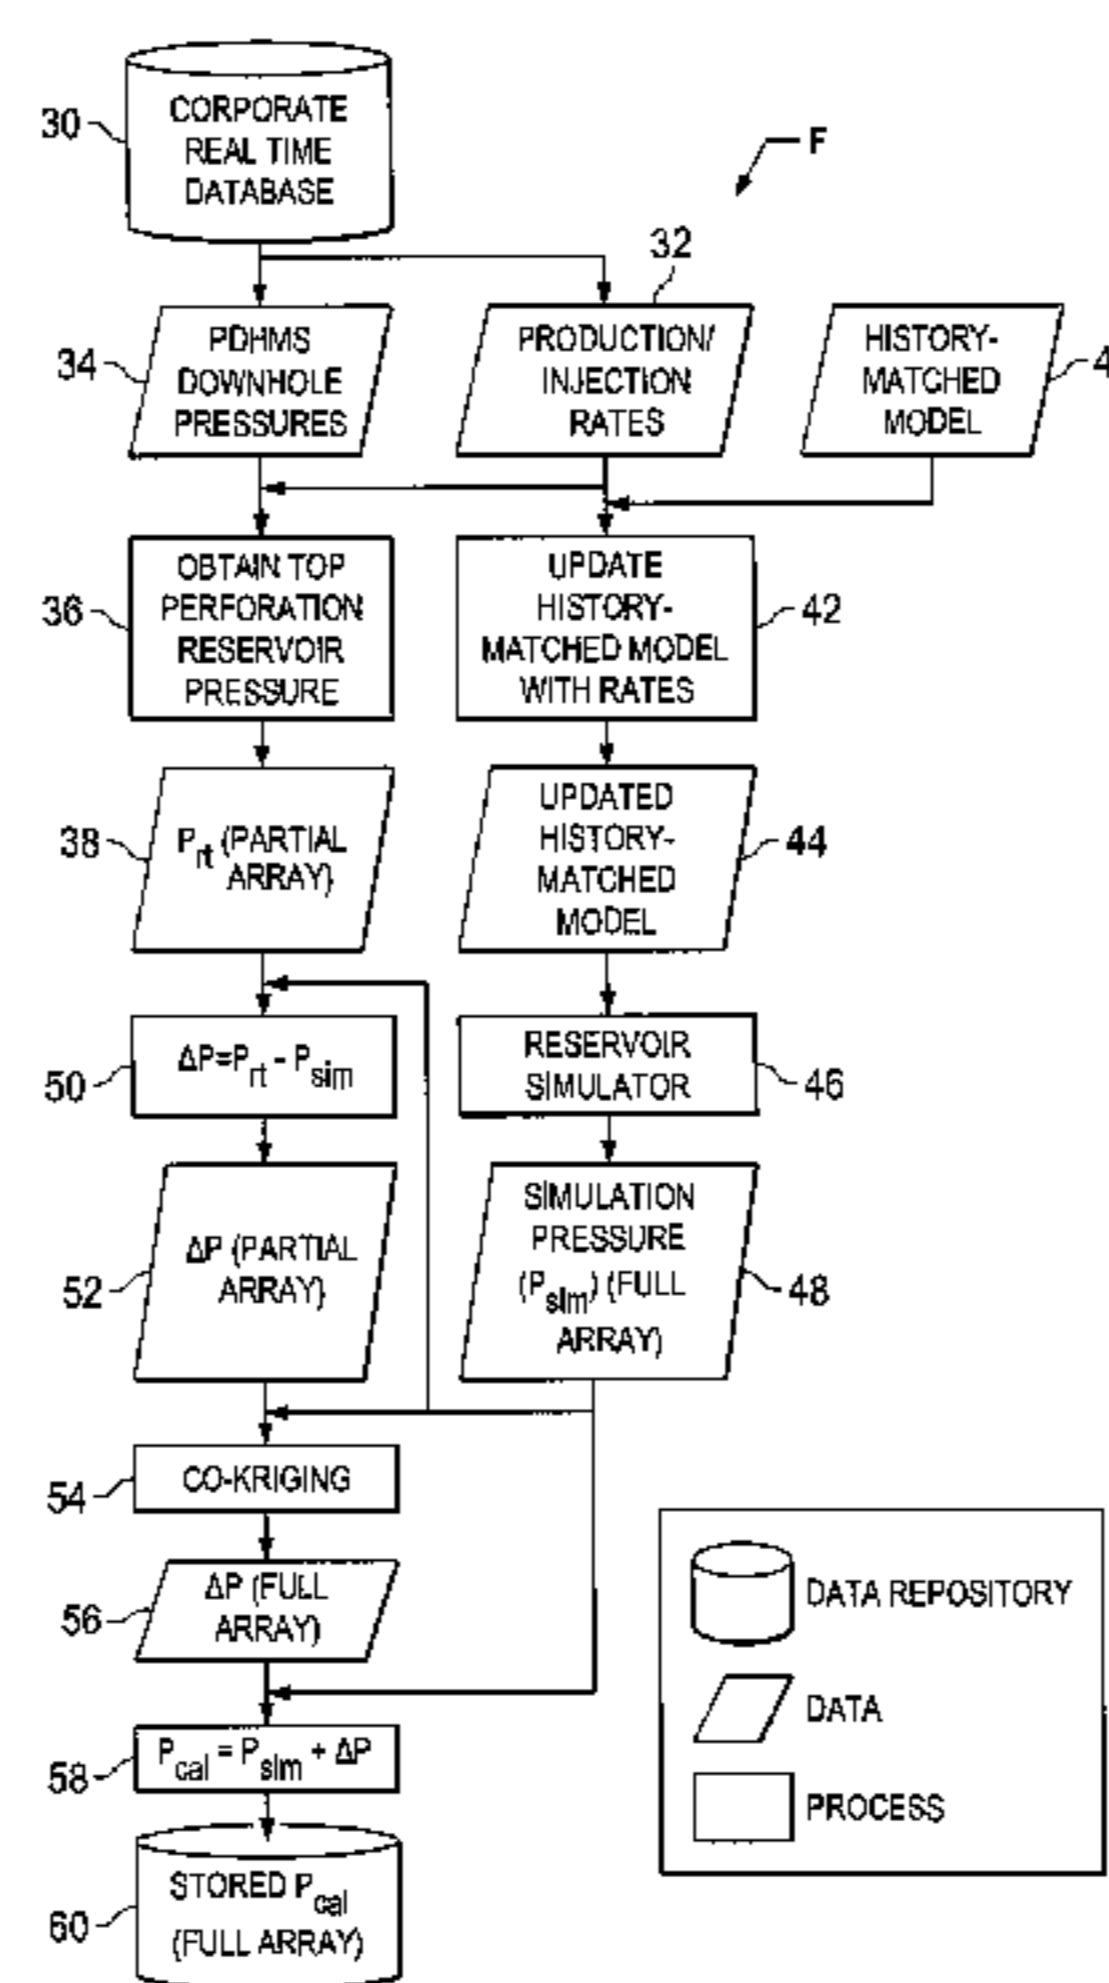 30
CORPORATE
REAL TIME
DATABASE
F
32
34
PDHMS
DOWNHOLE
PRESSURES
PRODUCTION/
INJECTION
RATES
HISTORY-
MATCHED
MODEL
4
36
OBTAIN TOP
PERFORATION
RESERVOIR
PRESSURE
UPDATE
HISTORY-
MATCHED MODEL
WITH RATES
42
38
Prt (PARTIAL
ARRAY)
UPDATED
HISTORY-
MATCHED
MODEL
44
50
ΔP=Prt - Psim
RESERVOIR
SIMULATOR
46
52
ΔP (PARTIAL
ARRAY)
SIMULATION
PRESSURE
(Psim) (FULL
ARRAY)
48
54
CO-KRIGING
56
ΔP (FULL
ARRAY)
58
Pcal = Psim + ΔP
60
STORED Pcal
(FULL ARRAY)
DATA REPOSITORY
DATA
PROCESS